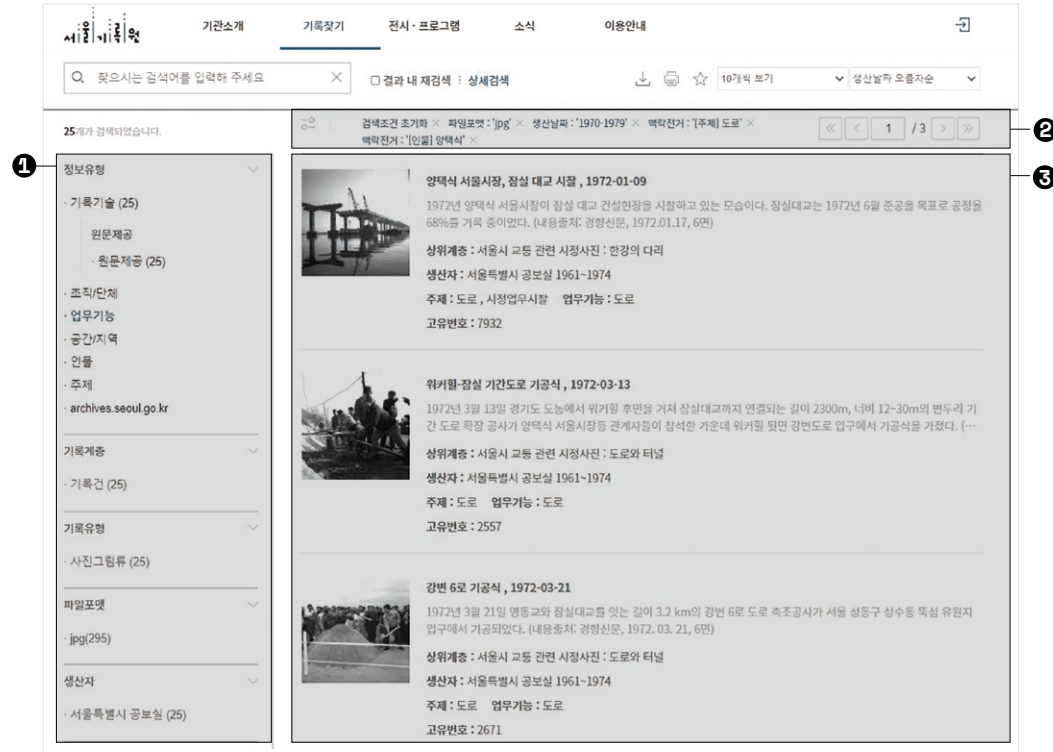 서울기록원
기관소개
기록찾기
전시 · 프로그램
소식
이용안내
찾으시는 검색어를 입력해 주세요
결과 내 재검색 ⋮ 상세검색
10개씩 보기
생산날짜 오름차순
25개가 검색되었습니다.
❶
정보유형
· 기록기술 (25)
원문제공
· 원문제공 (25)
· 조직/단체
· 업무기능
· 공간/지역
· 인물
· 주제
· archives.seoul.go.kr
기록계층
· 기록건 (25)
기록유형
· 사진그림류 (25)
파일포맷
· jpg(295)
생산자
· 서울특별시 공보실 (25)
❷
검색조건 초기화 × 파일포맷 : 'jpg' × 생산날짜 : '1970-1979' × 맥락전거 : '[주제] 도로' ×
맥락전거 : '[인물] 양택식' ×
≪ < 1 / 3 > ≫
❸
양택식 서울시장, 잠실 대교 시찰 , 1972-01-09
1972년 양택식 서울시장이 잠실 대교 건설현장을 시찰하고 있는 모습이다. 잠실대교는 1972년 6월 준공을 목표로 공정율
68%를 기록 중이었다. (내용출처: 경향신문, 1972.01.17, 6면)
상위계층 : 서울시 교통 관련 시정사진 : 한강의 다리
생산자 : 서울특별시 공보실 1961~1974
주제 : 도로 , 시정업무시찰 업무기능 : 도로
고유번호 : 7932
워커힐-잠실 기간도로 기공식 , 1972-03-13
1972년 3월 13일 경기도 도농에서 워커힐 후면을 거쳐 잠실대교까지 연결되는 길이 2300m, 너비 12~30m의 변두리 기
간 도로 확장 공사가 양택식 서울시장등 관계자들이 참석한 가운데 워커힐 뒷면 강변도로 입구에서 기공식을 가졌다. (…
상위계층 : 서울시 교통 관련 시정사진 : 도로와 터널
생산자 : 서울특별시 공보실 1961~1974
주제 : 도로 업무기능 : 도로
고유번호 : 2557
강변 6로 기공식 , 1972-03-21
1972년 3월 21일 영동교와 잠실대교를 잇는 길이 3.2 km의 강변 6로 도로 축조공사가 서울 성동구 성수동 뚝섬 유원지
입구에서 기공되었다. (내용출처: 경향신문, 1972. 03. 21, 6면)
상위계층 : 서울시 교통 관련 시정사진 : 도로와 터널
생산자 : 서울특별시 공보실 1961~1974
주제 : 도로 업무기능 : 도로
고유번호 : 2671